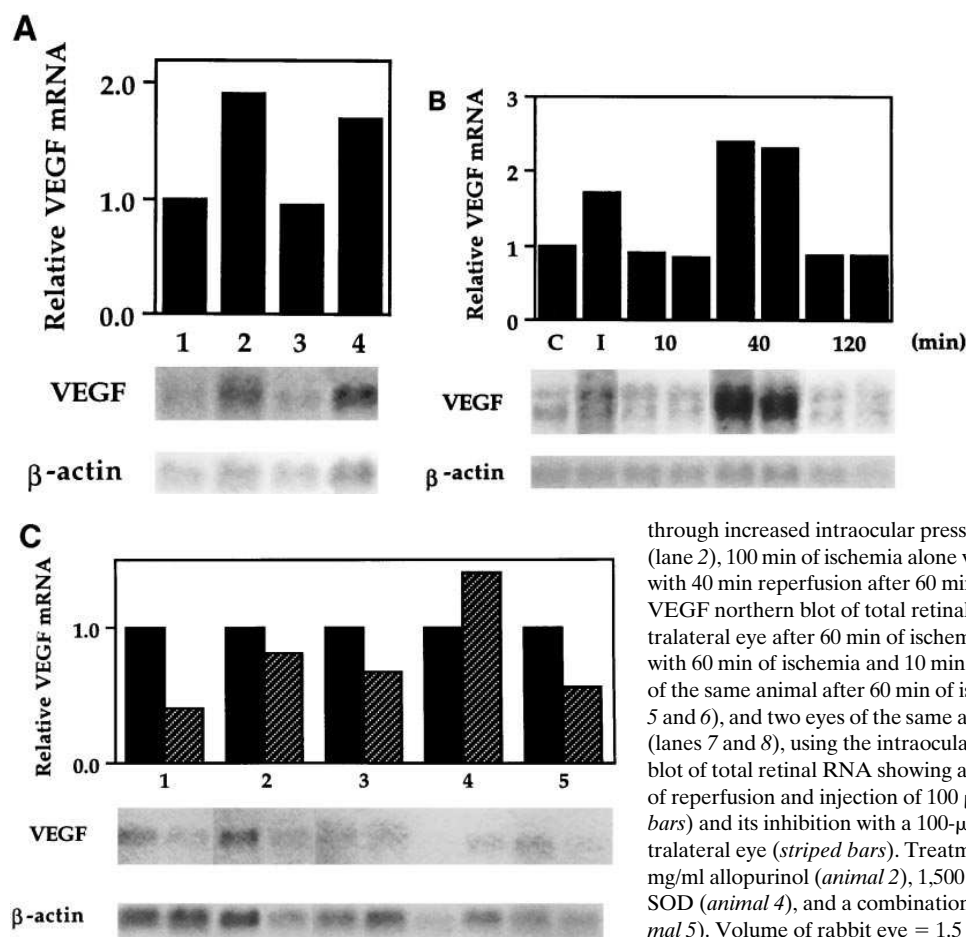 A
Relative VEGF mRNA
2.0
1.0
0.0
1 2 3 4
VEGF
β-actin
B
Relative VEGF mRNA
3
2
1
0
C I 10 40 120 (min)
VEGF
β-actin
C
Relative VEGF mRNA
1.0
0.0
1 2 3 4 5
VEGF
β-actin
through increased intraocular press
(lane 2), 100 min of ischemia alone
with 40 min reperfusion after 60 min
VEGF northern blot of total retinal
tralateral eye after 60 min of ischem
with 60 min of ischemia and 10 min
of the same animal after 60 min of is
5 and 6), and two eyes of the same a
(lanes 7 and 8), using the intraocula
blot of total retinal RNA showing a
of reperfusion and injection of 100
bars) and its inhibition with a 100-μ
tralateral eye (striped bars). Treatm
mg/ml allopurinol (animal 2), 1,500
SOD (animal 4), and a combination
mal 5). Volume of rabbit eye = 1.5